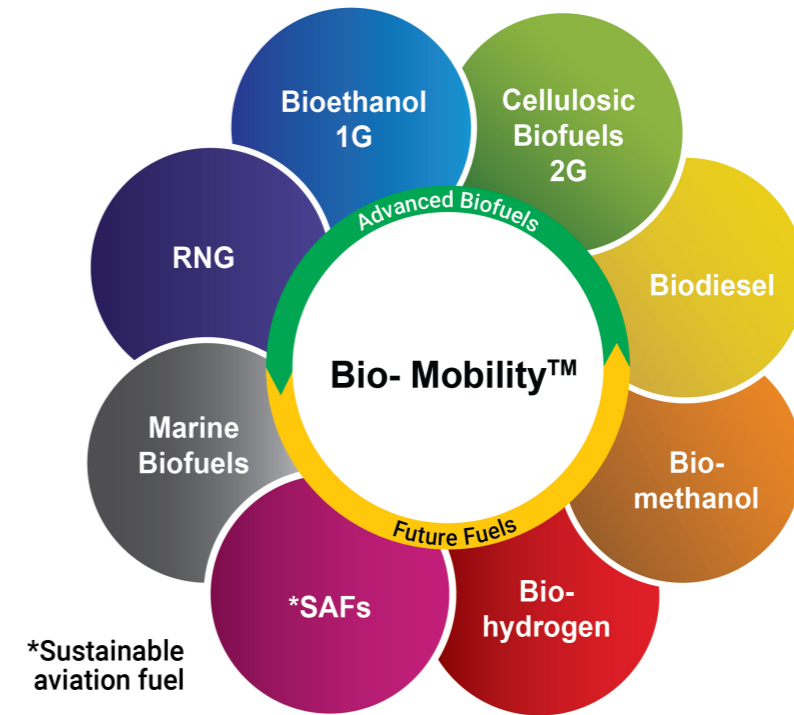 Bioethanol
1G
Cellulosic
Biofuels
2G
Advanced Biofuels
RNG
Biodiesel
Bio- Mobility™
Marine
Biofuels
Bio-
methanol
Future Fuels
*SAFs
Bio-
hydrogen
*Sustainable
aviation fuel